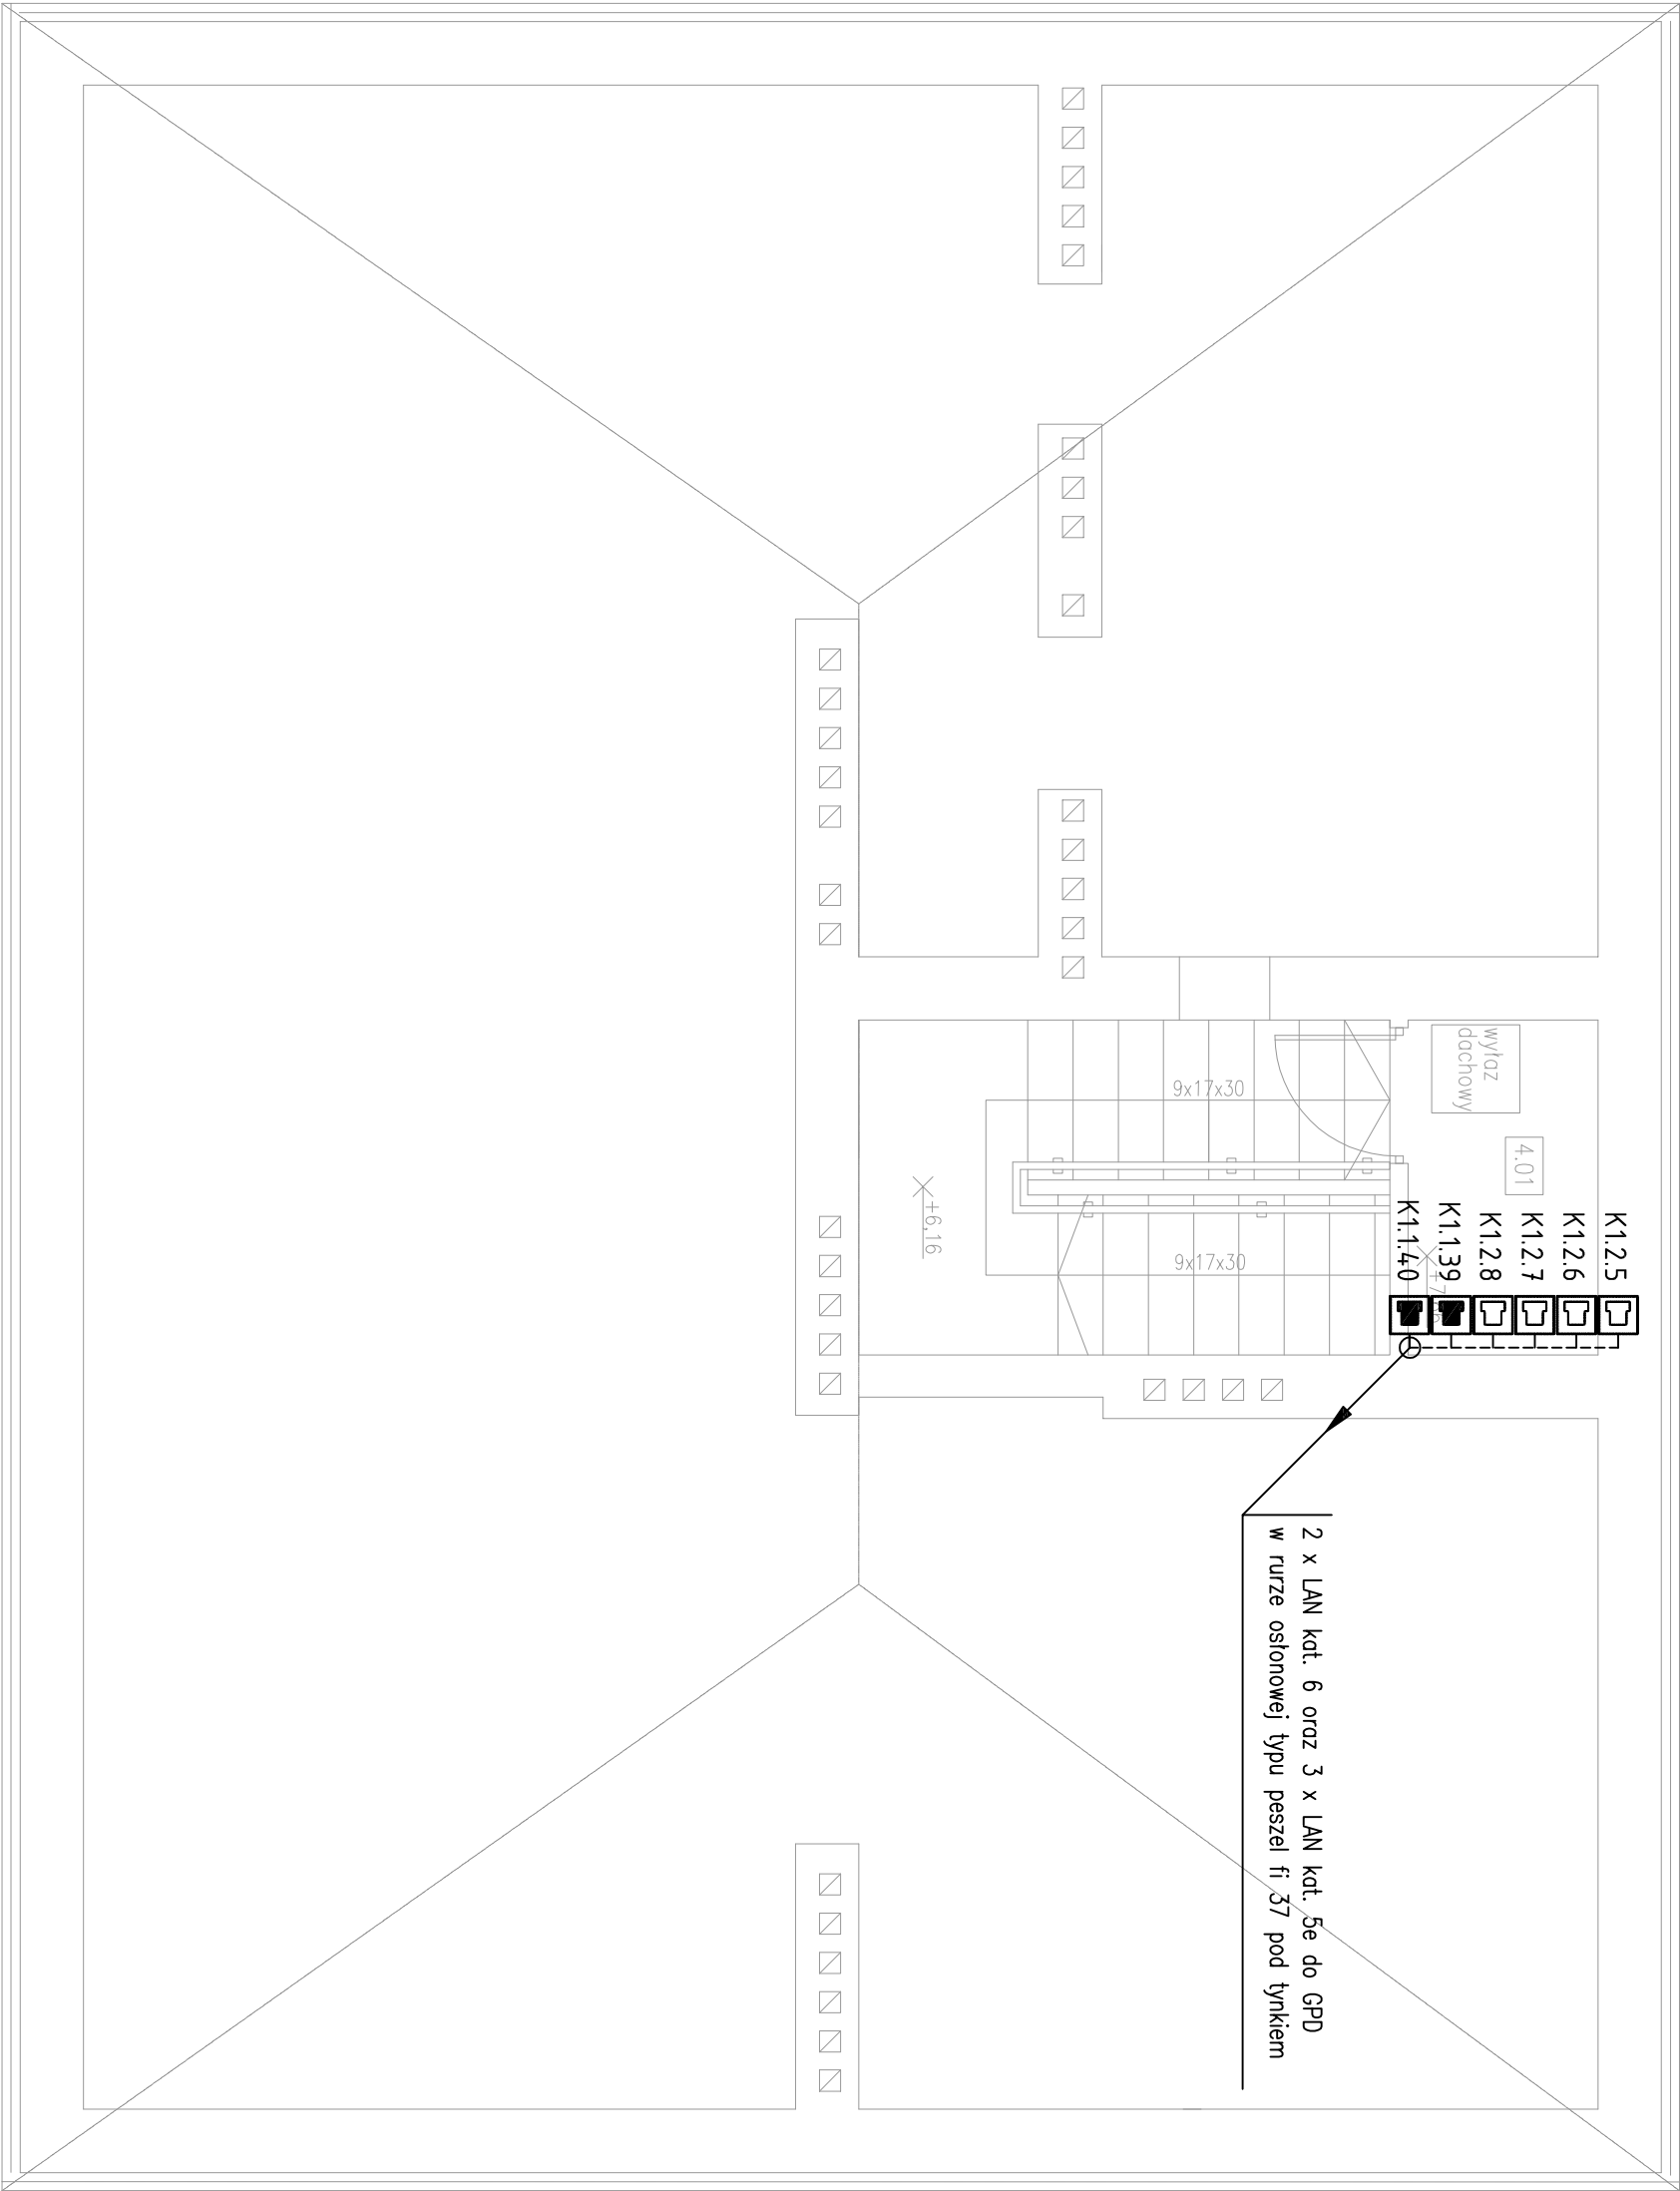 K1.2.5
K1.2.6
K1.2.7
K1.2.8
K1.1.39
K1.1.40
wyłaz
dachowy
4.01
9x17x30
9x17x30
+6,16
2 x LAN kat. 6 oraz 3 x LAN kat. 5e do GPD
w rurze osłonowej typu peszel fi 37 pod tynkiem